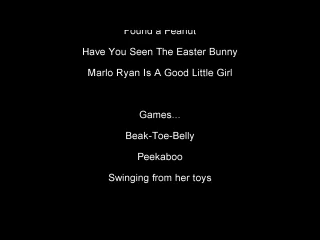 Found a Peanut
Have You Seen The Easter Bunny
Marlo Ryan Is A Good Little Girl
Games...
Beak-Toe-Belly
Peekaboo
Swinging from her toys